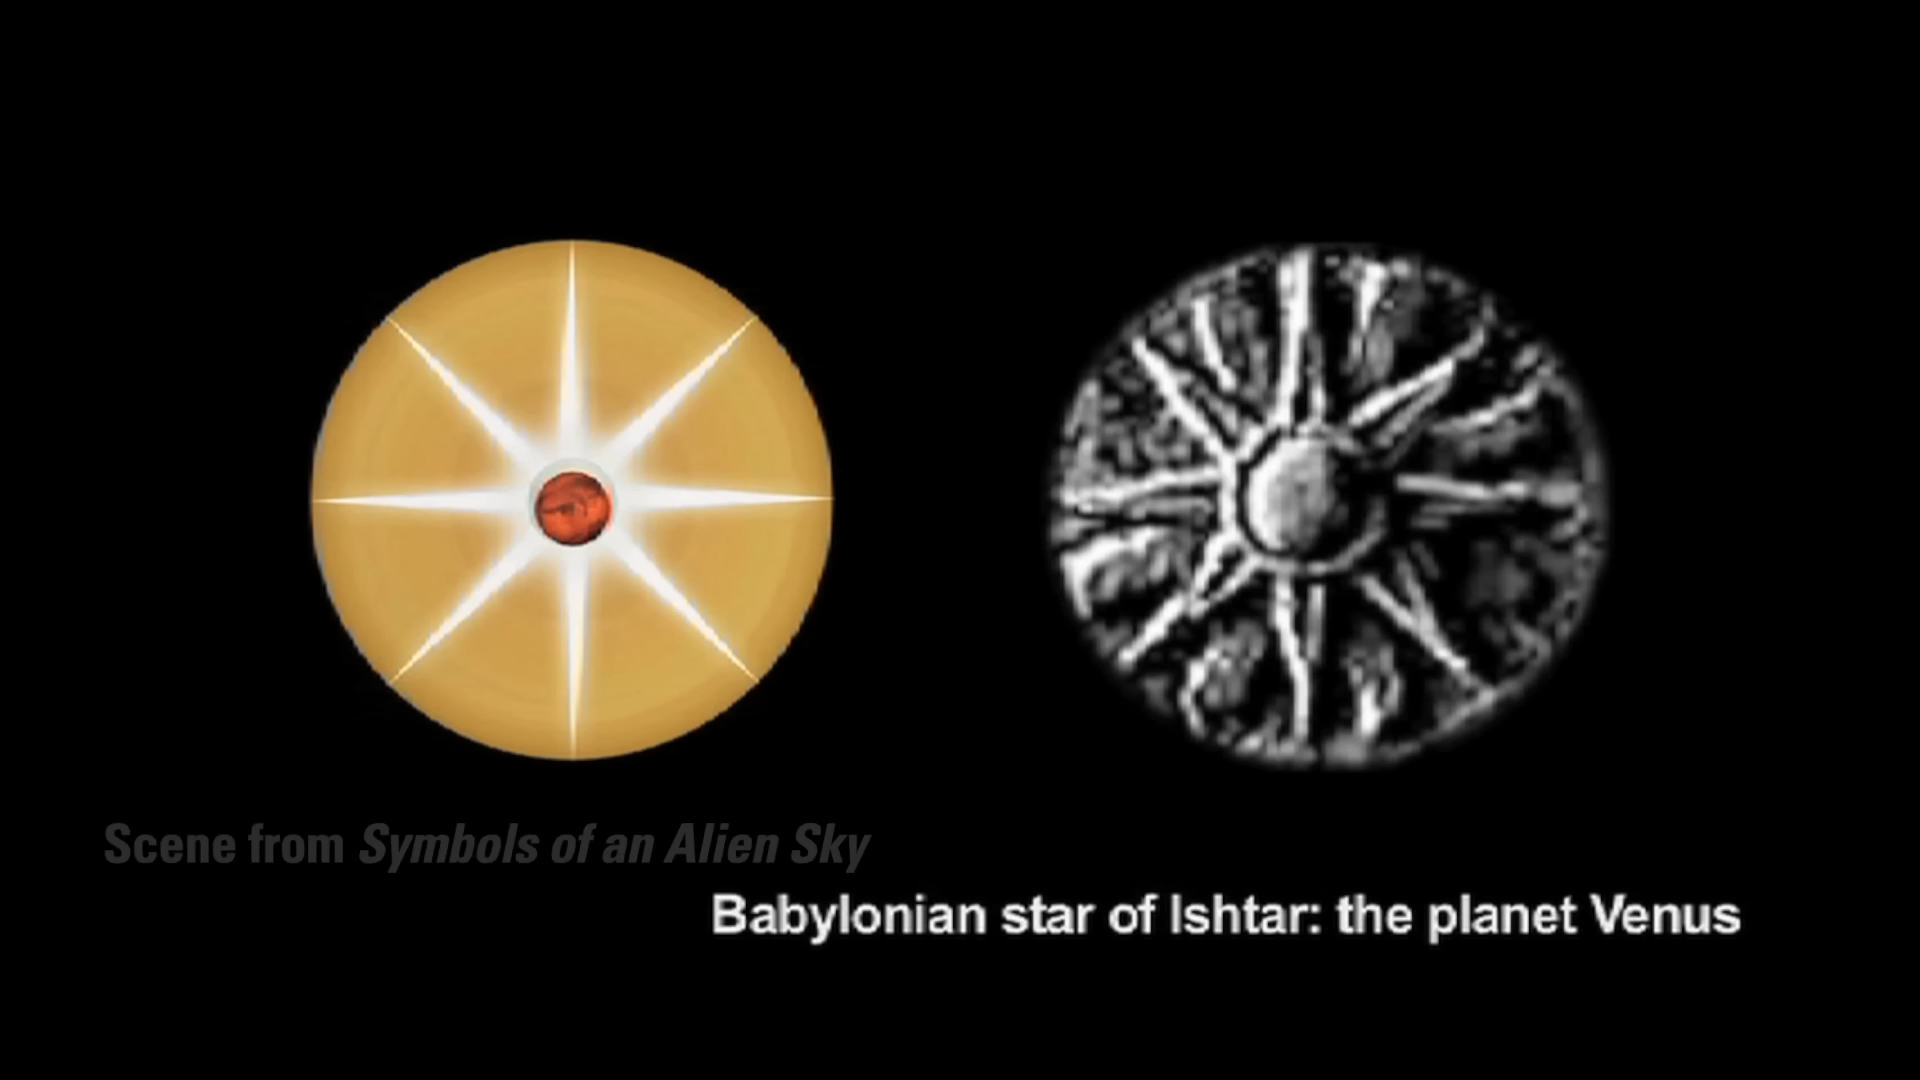 Scene from Symbols of an Alien Sky
Babylonian star of Ishtar: the planet Venus